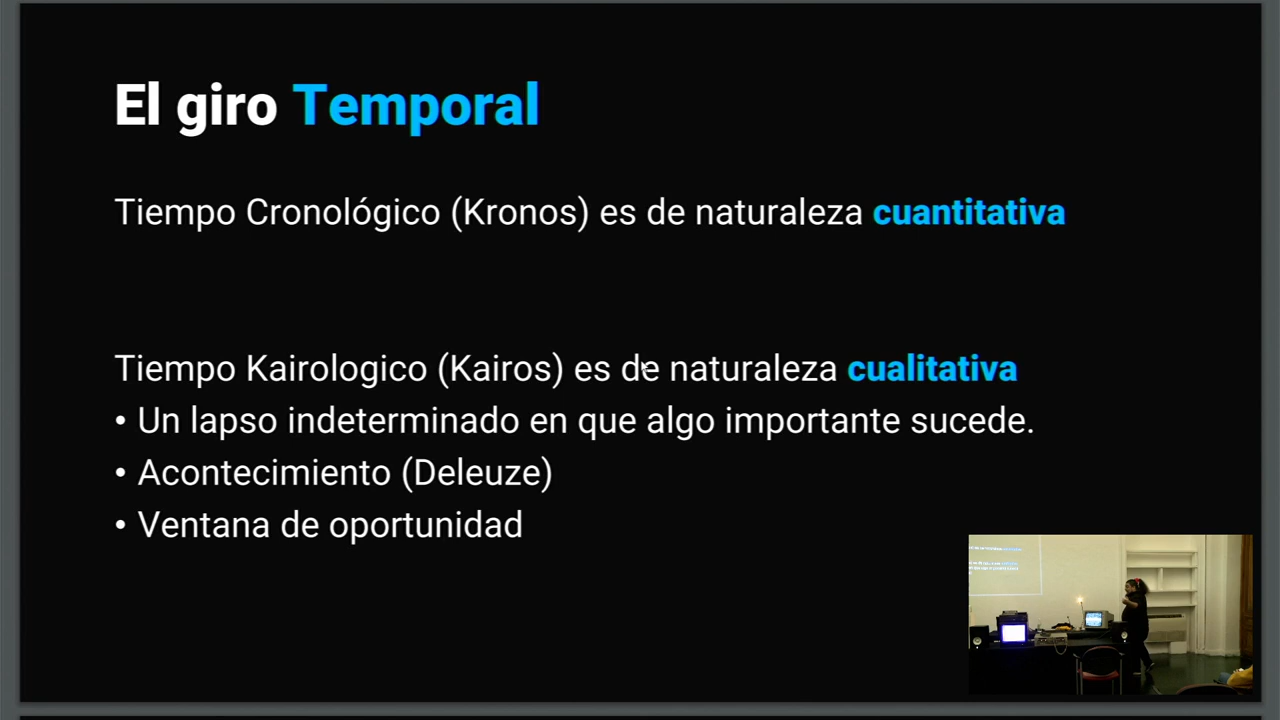 El giro Temporal
Tiempo Cronológico (Kronos) es de naturaleza cuantitativa
Tiempo Kairologico (Kairos) es de naturaleza cualitativa
• Un lapso indeterminado en que algo importante sucede.
• Acontecimiento (Deleuze)
• Ventana de oportunidad